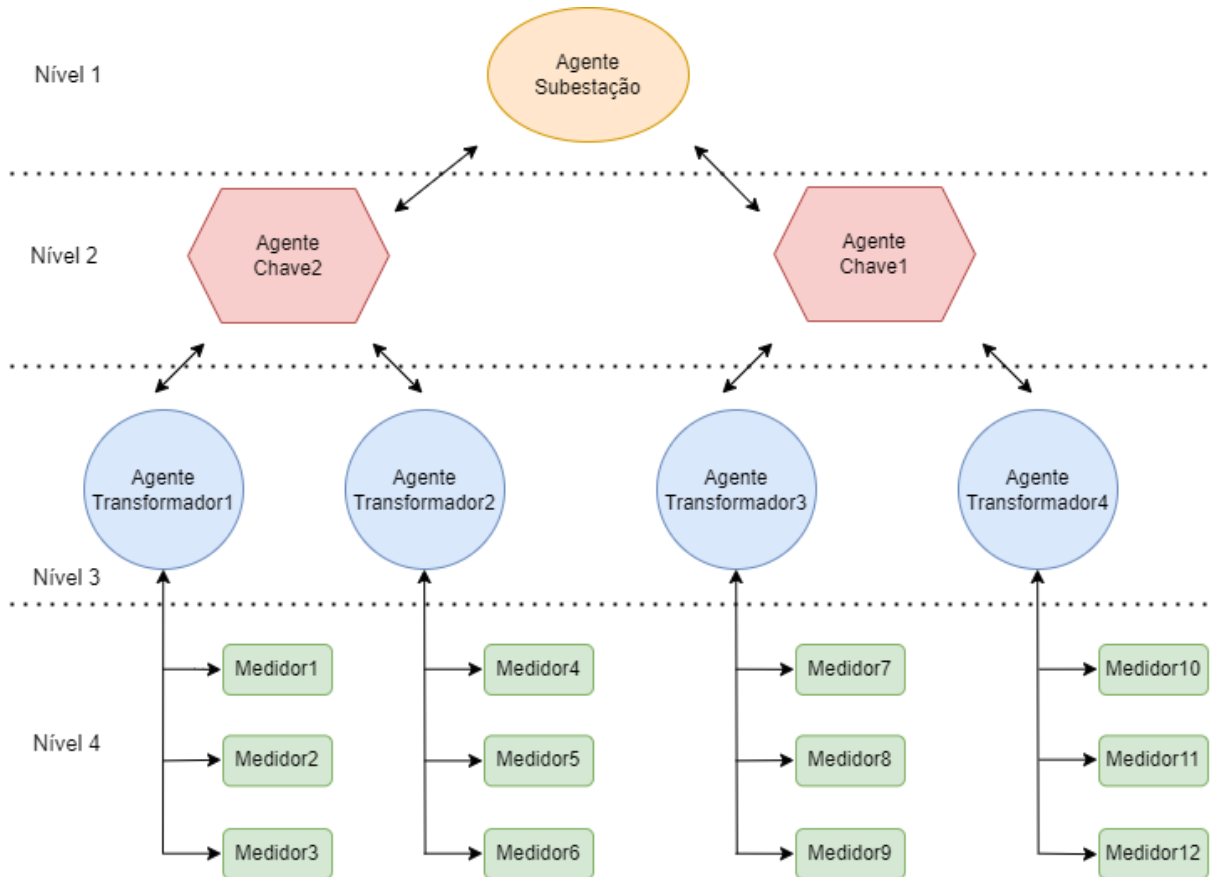 Nível 1
Agente
Subestação
Nível 2
Agente
Chave2
Agente
Chave1
Agente
Transformador1
Agente
Transformador2
Agente
Transformador3
Agente
Transformador4
Nível 3
Medidor1
Medidor4
Medidor7
Medidor10
Nível 4
Medidor2
Medidor5
Medidor8
Medidor11
Medidor3
Medidor6
Medidor9
Medidor12